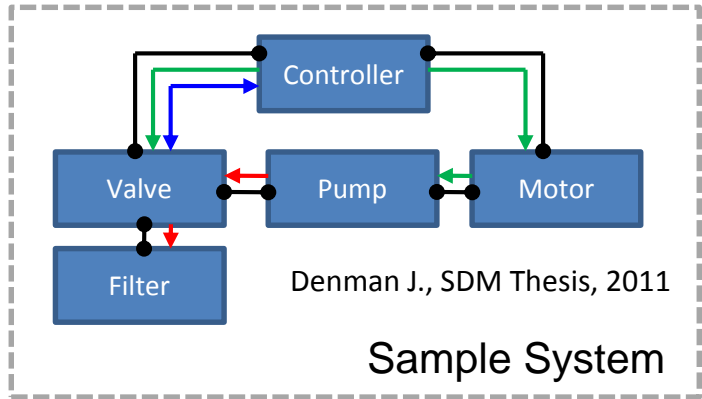 Controller
Valve
Pump
Motor
Filter
Denman J., SDM Thesis, 2011
Sample System